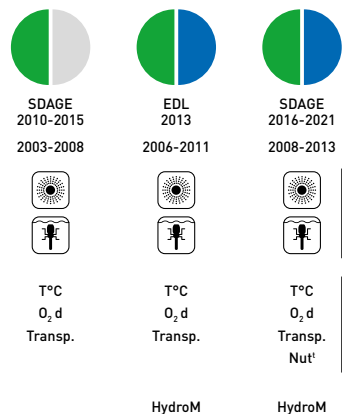 SDAGE
2010-2015
2003-2008
T°C
O₂ d
Transp.
EDL
2013
2006-2011
T°C
O₂ d
Transp.
HydroM
SDAGE
2016-2021
2008-2013
T°C
O₂ d
Transp.
Nutᵗ
HydroM